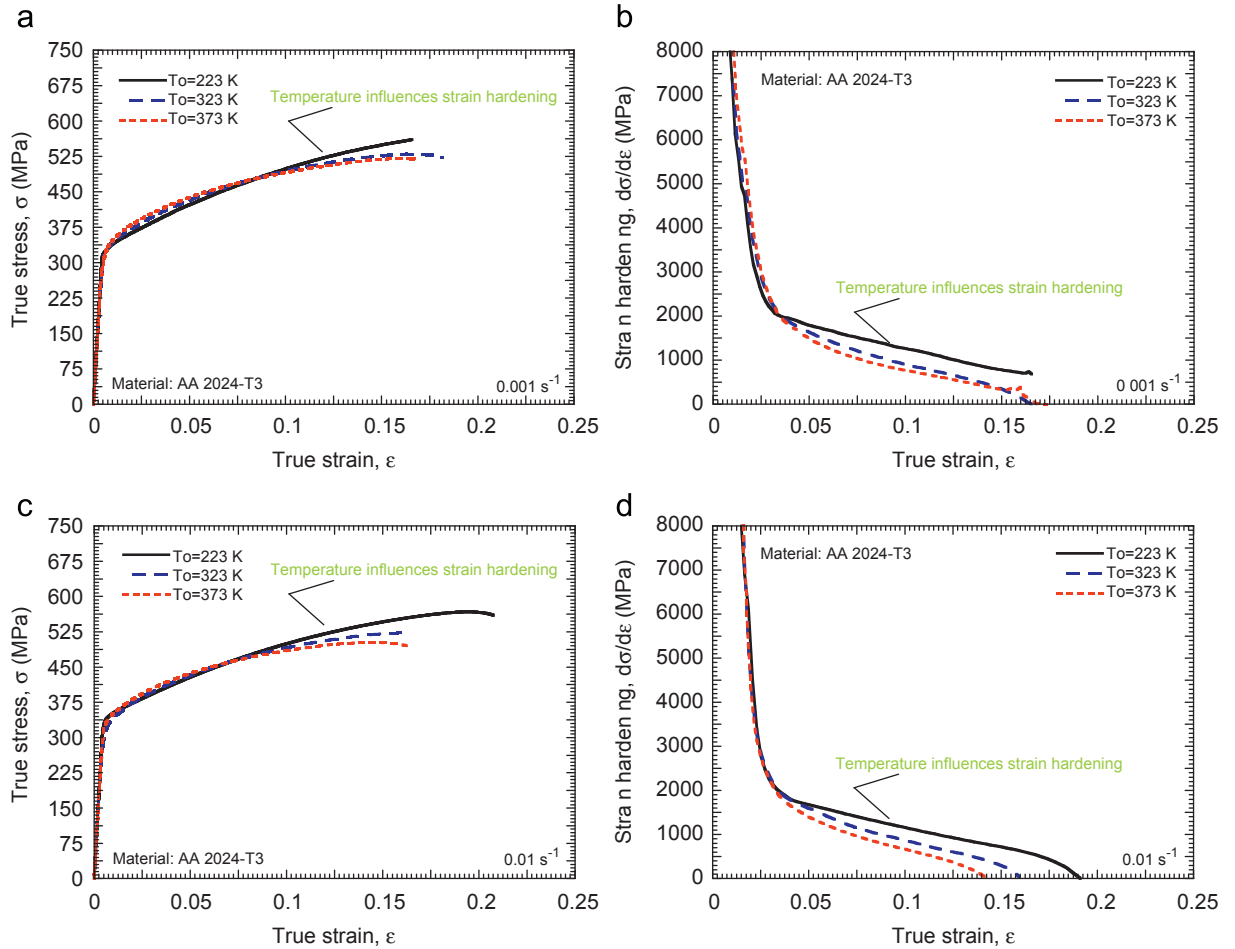 a
750
675
600
525
450
375
300
225
150
75
0
True stress, σ (MPa)
To=223 K
To=323 K
To=373 K
Temperature influences strain hardening
Material: AA 2024-T3
0.001 s⁻¹
0 0.05 0.1 0.15 0.2 0.25
True strain, ε
b
8000
7000
6000
5000
4000
3000
2000
1000
0
Stra n harden ng, dσ/dε (MPa)
Material: AA 2024-T3
To=223 K
To=323 K
To=373 K
Temperature influences strain hardening
0 001 s⁻¹
0 0.05 0.1 0.15 0.2 0.25
True strain, ε
c
750
675
600
525
450
375
300
225
150
75
0
True stress, σ (MPa)
To=223 K
To=323 K
To=373 K
Temperature influences strain hardening
Material: AA 2024-T3
0.01 s⁻¹
0 0.05 0.1 0.15 0.2 0.25
True strain, ε
d
8000
7000
6000
5000
4000
3000
2000
1000
0
Stra n harden ng, dσ/dε (MPa)
Material: AA 2024-T3
To=223 K
To=323 K
To=373 K
Temperature influences strain hardening
0.01 s⁻¹
0 0.05 0.1 0.15 0.2 0.25
True strain, ε